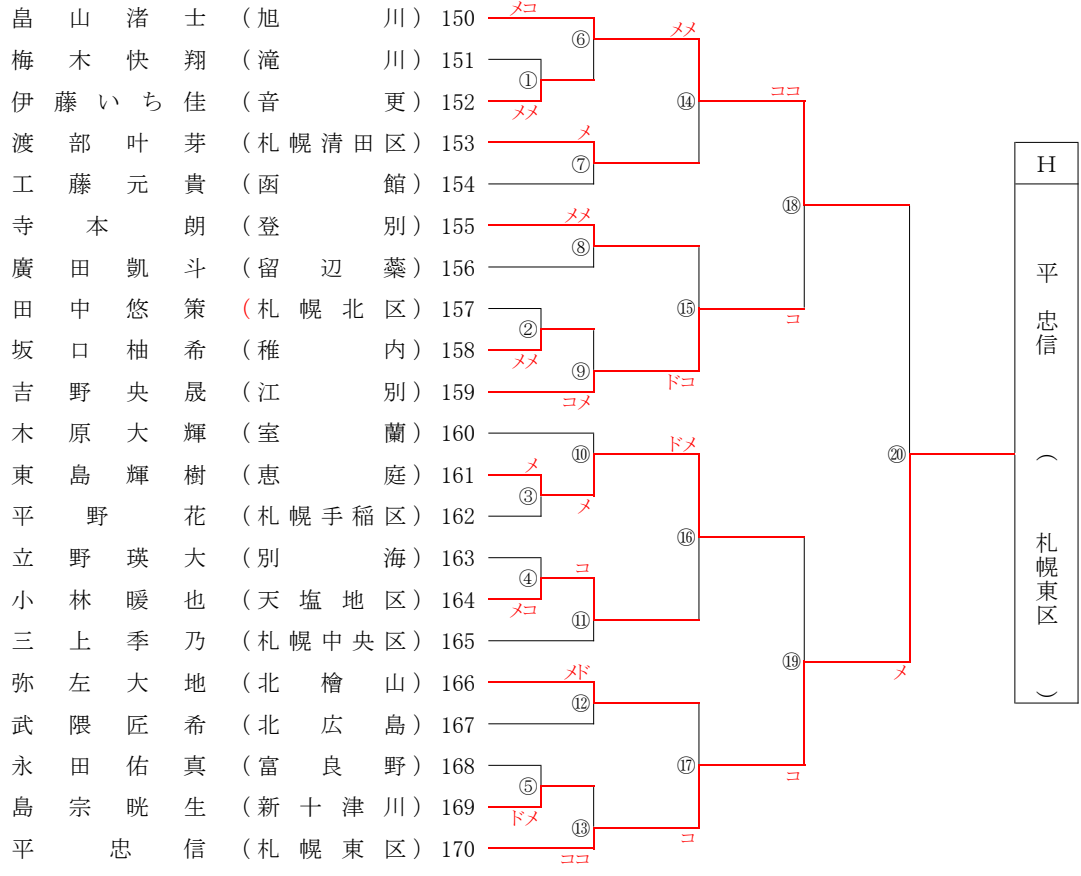 畠山渚士（旭川）150
梅木快翔（滝川）151
伊藤いち佳（音更）152
渡部叶芽（札幌清田区）153
工藤元貴（函館）154
寺本朗（登別）155
廣田凱斗（留辺蘂）156
田中悠策（札幌北区）157
坂口柚希（稚内）158
吉野央晟（江別）159
木原大輝（室蘭）160
東島輝樹（恵庭）161
平野花（札幌手稲区）162
立野瑛大（別海）163
小林暖也（天塩地区）164
三上季乃（札幌中央区）165
弥左大地（北檜山）166
武隈匠希（北広島）167
永田佑真（富良野）168
島宗晄生（新十津川）169
平忠信（札幌東区）170
メコ
①
メメ
⑥
メ
⑦
メメ
⑧
②
メメ
⑨
コメ
⑩
メ
③
メ
④
メコ
コ
⑪
メド
⑫
⑤
ドメ
⑬
ココ
メメ
⑭
⑮
ドコ
ドメ
⑯
⑰
コ
ココ
⑱
コ
⑲
コ
⑳
メ
H
平忠信
（札幌東区）